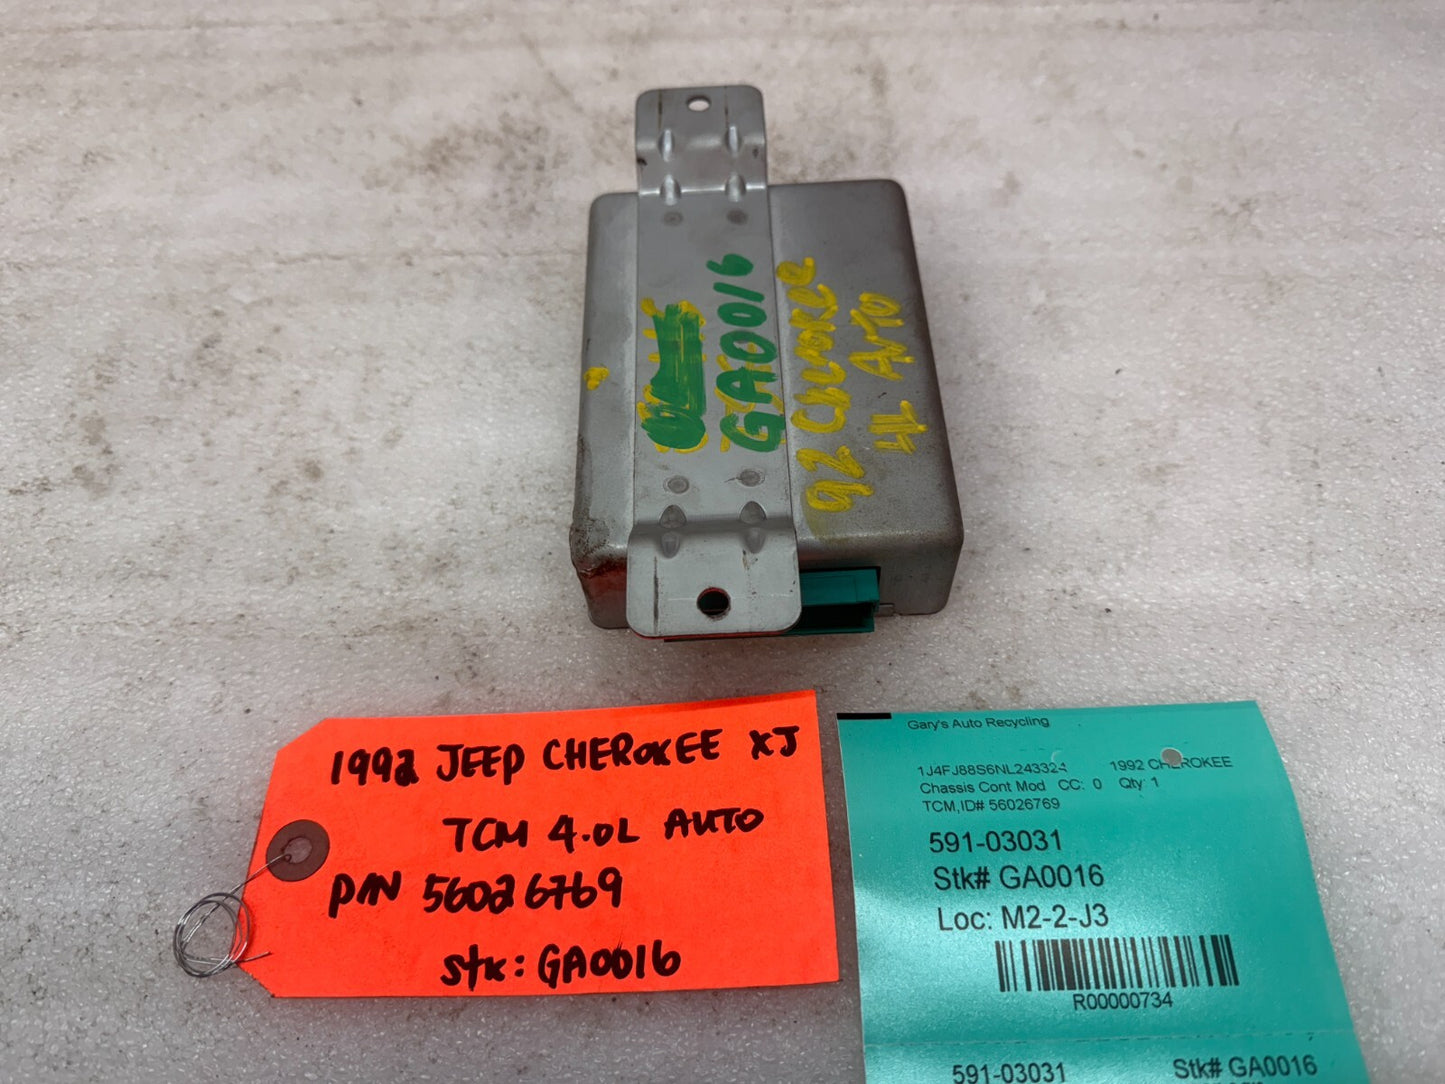 GA0016
92 CHEROKEE
4L AUTO
1992 JEEP CHEROKEE XJ
TCM 4.0L AUTO
P/N 56026769
Stk: GA0016
Gary's Auto Recycling
1J4FJ88S6NL243324 1992 CHEROKEE
Chassis Cont Mod CC: 0 Qty: 1
TCM,ID# 56026769
591-03031
Stk# GA0016
Loc: M2-2-J3
R00000734
591-03031 Stk# GA0016